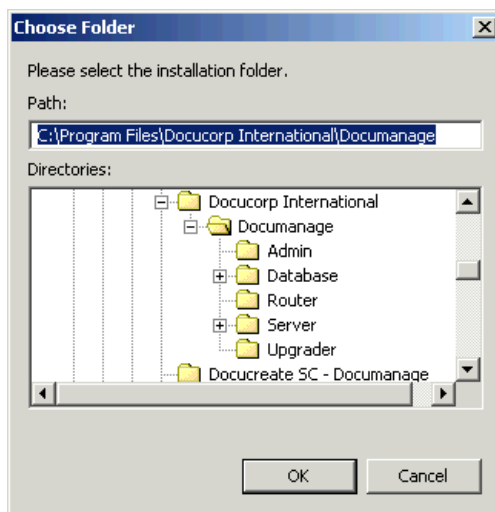 Choose Folder
Please select the installation folder.
Path:
C:\Program Files\Docucorp International\Documanage
Directories:
Docucorp International
Documanage
Admin
Database
Router
Server
Upgrader
Docucreate SC - Documanage
OK
Cancel